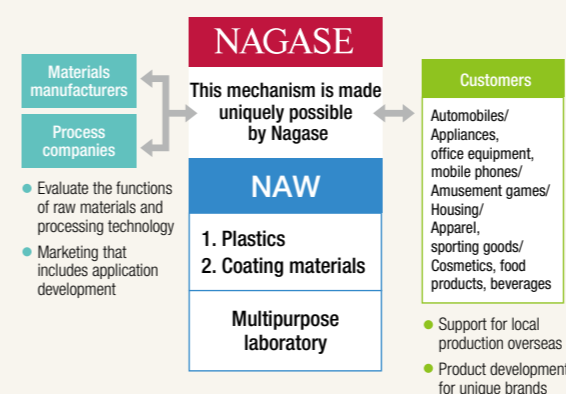 NAGASE
Materials
manufacturers
Process
companies
● Evaluate the functions
of raw materials and
processing technology
● Marketing that
includes application
development
This mechanism is made
uniquely possible
by Nagase
NAW
1. Plastics
2. Coating materials
Multipurpose
laboratory
Customers
Automobiles/
Appliances,
office equipment,
mobile phones/
Amusement games/
Housing/
Apparel,
sporting goods/
Cosmetics, food
products, beverages
● Support for local
production overseas
● Product development
for unique brands